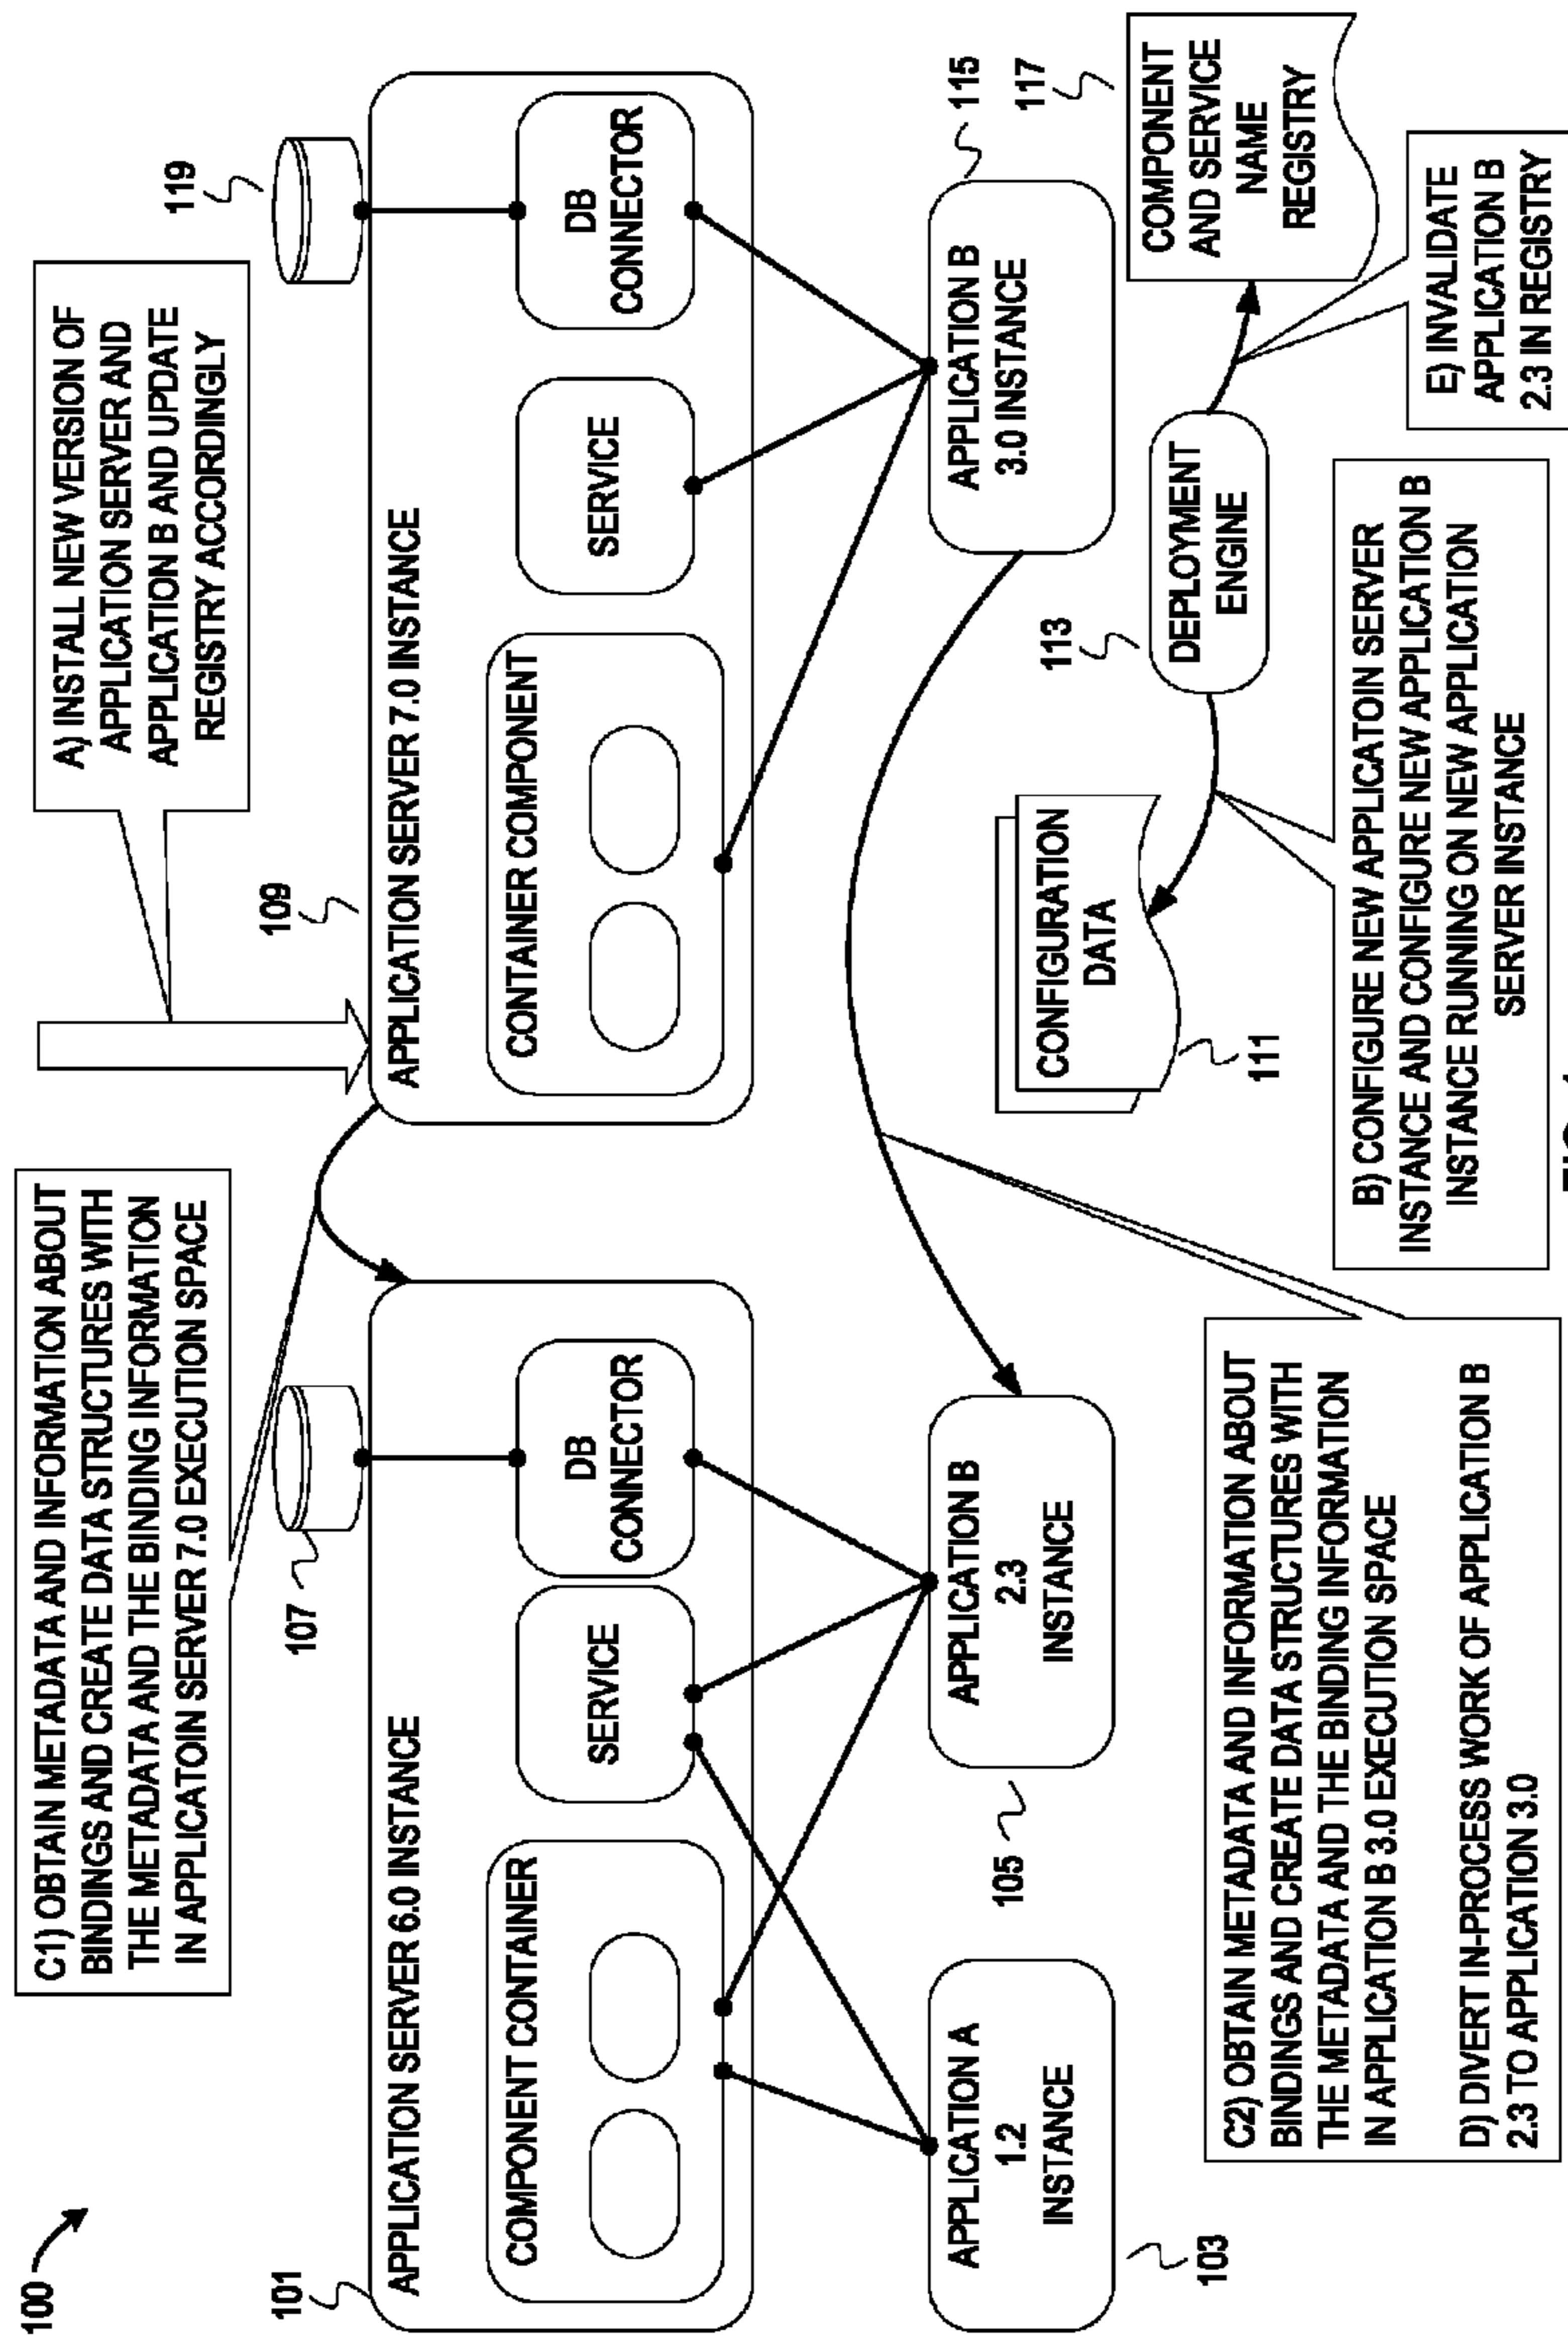 100
C1) OBTAIN METADATA AND INFORMATION ABOUT
BINDINGS AND CREATE DATA STRUCTURES WITH
THE METADATA AND THE BINDING INFORMATION
IN APPLICATOIN SERVER 7.0 EXECUTION SPACE
A) INSTALL NEW VERSION OF
APPLICATION SERVER AND
APPLICATION B AND UPDATE
REGISTRY ACCORDINGLY
101
107
109
119
APPLICATION SERVER 6.0 INSTANCE
COMPONENT CONTAINER
SERVICE
DB
CONNECTOR
APPLICATION SERVER 7.0 INSTANCE
CONTAINER COMPONENT
SERVICE
DB
CONNECTOR
APPLICATION A
1.2
INSTANCE
103
APPLICATION B
2.3
INSTANCE
105
APPLICATION B
3.0 INSTANCE
115
CONFIGURATION
DATA
111
113
DEPLOYMENT
ENGINE
117
COMPONENT
AND SERVICE
NAME
REGISTRY
C2) OBTAIN METADATA AND INFORMATION ABOUT
BINDINGS AND CREATE DATA STRUCTURES WITH
THE METADATA AND THE BINDING INFORMATION
IN APPLICATION B 3.0 EXECUTION SPACE
D) DIVERT IN-PROCESS WORK OF APPLICATION B
2.3 TO APPLICATION 3.0
B) CONFIGURE NEW APPLICATOIN SERVER
INSTANCE AND CONFIGURE NEW APPLICATION B
INSTANCE RUNNING ON NEW APPLICATION
SERVER INSTANCE
E) INVALIDATE
APPLICATION B
2.3 IN REGISTRY